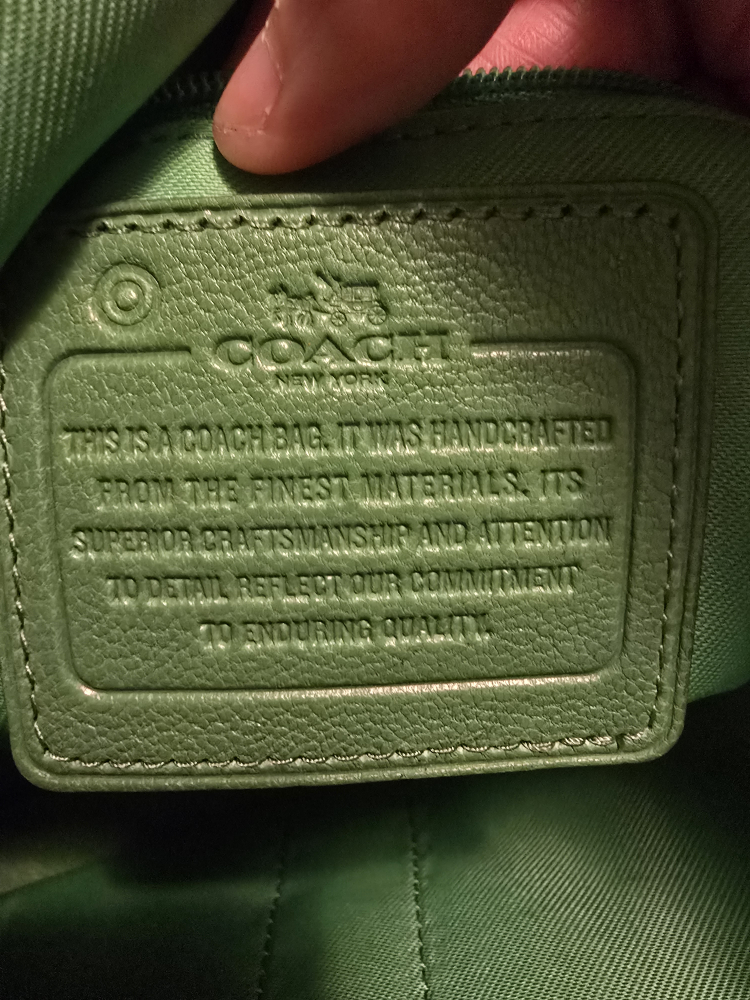 COACH
NEW YORK
THIS IS A COACH BAG. IT WAS HANDCRAFTED
FROM THE FINEST MATERIALS. ITS
SUPERIOR CRAFTSMANSHIP AND ATTENTION
TO DETAIL REFLECT OUR COMMITMENT
TO ENDURING QUALITY.